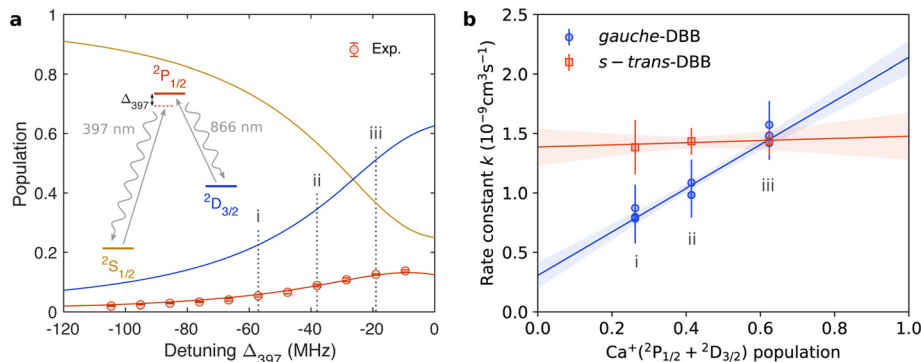 a
1
0.8
0.6
0.4
0.2
0
Population
²P₁/₂
Δ₃₉₇
397 nm
866 nm
²D₃/₂
²S₁/₂
Exp.
i
ii
iii
-120 -100 -80 -60 -40 -20 0
Detuning Δ₃₉₇ (MHz)
b
2.5
2.0
1.5
1.0
0.5
0.0
Rate constant k (10⁻⁹cm³s⁻¹)
gauche-DBB
s − trans-DBB
i
ii
iii
0.0 0.2 0.4 0.6 0.8 1.0
Ca⁺(²P₁/₂ + ²D₃/₂) population